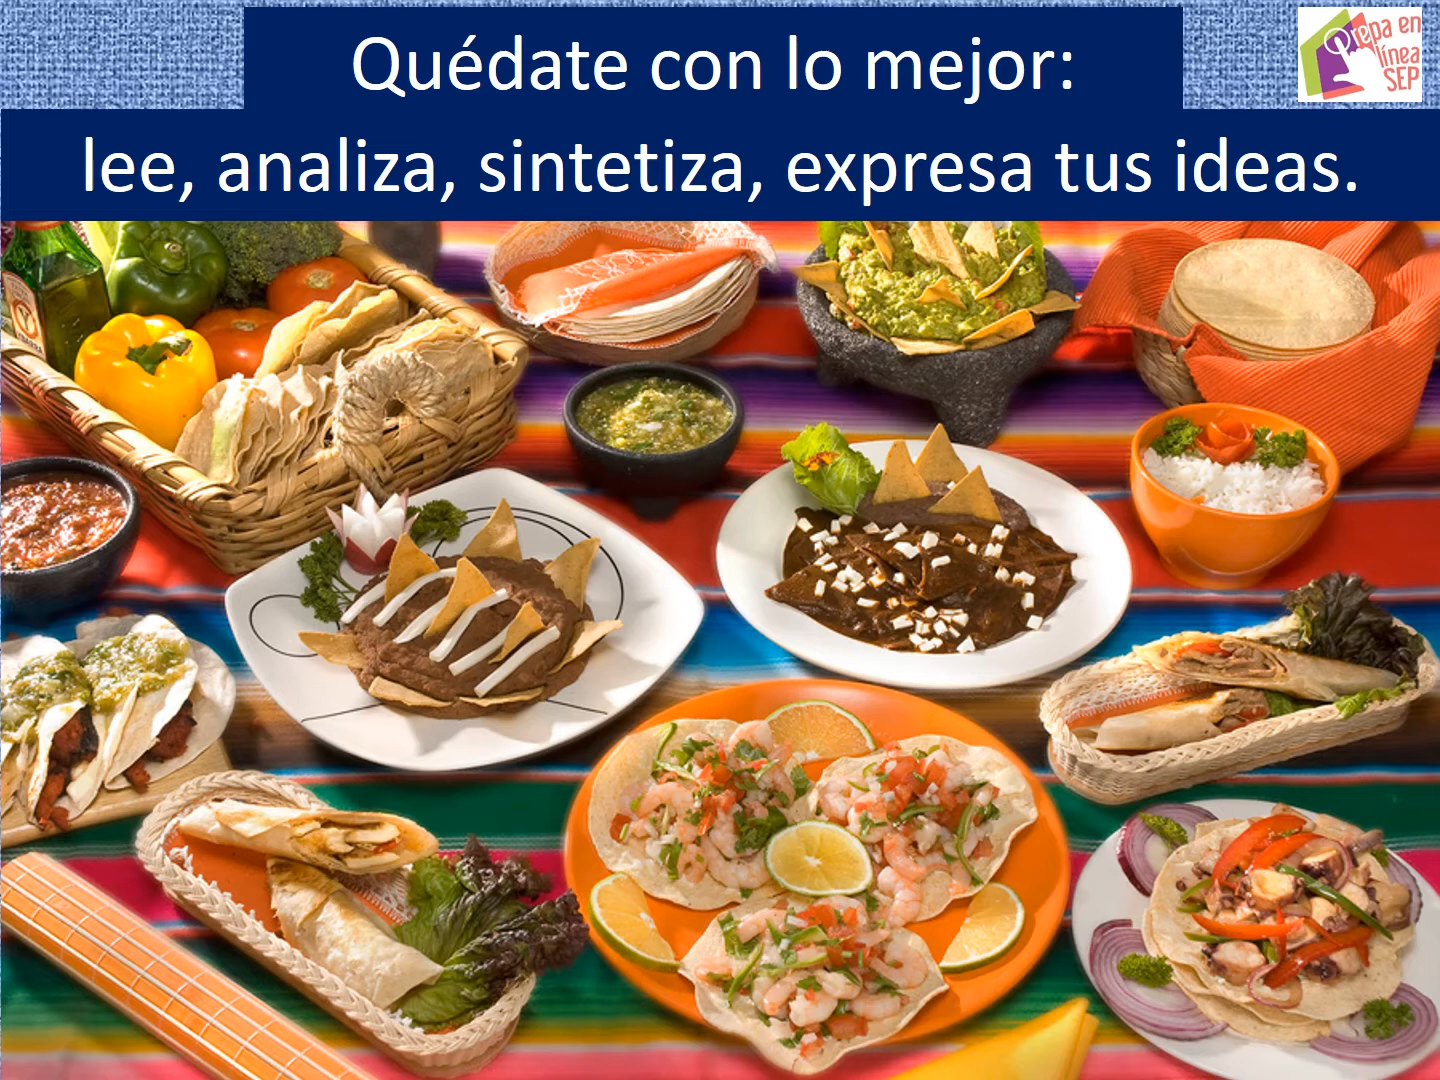 Quédate con lo mejor:
lee, analiza, sintetiza, expresa tus ideas.
Prepa en
línea
SEP